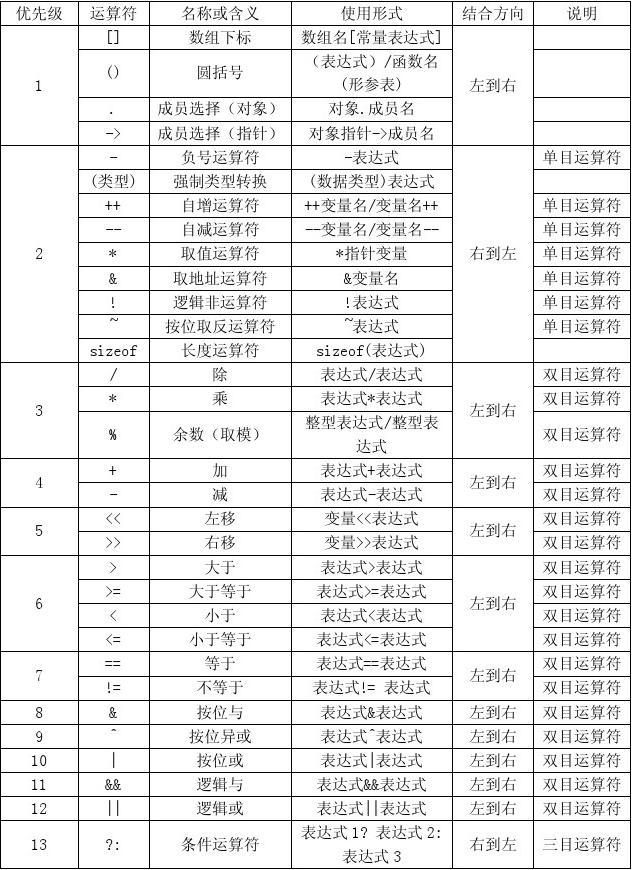 优先级 运算符 名称或含义 使用形式 结合方向 说明
1 [] 数组下标 数组名[常量表达式] 左到右
() 圆括号 （表达式）/函数名
(形参表)
. 成员选择（对象） 对象.成员名
-> 成员选择（指针） 对象指针->成员名
2 - 负号运算符 -表达式 右到左 单目运算符
(类型) 强制类型转换 (数据类型)表达式
++ 自增运算符 ++变量名/变量名++ 单目运算符
-- 自减运算符 --变量名/变量名-- 单目运算符
* 取值运算符 *指针变量 单目运算符
& 取地址运算符 &变量名 单目运算符
! 逻辑非运算符 !表达式 单目运算符
~ 按位取反运算符 ~表达式 单目运算符
sizeof 长度运算符 sizeof(表达式)
3 / 除 表达式/表达式 左到右 双目运算符
* 乘 表达式*表达式 双目运算符
% 余数（取模） 整型表达式/整型表
达式 双目运算符
4 + 加 表达式+表达式 左到右 双目运算符
- 减 表达式-表达式 双目运算符
5 << 左移 变量<<表达式 左到右 双目运算符
>> 右移 变量>>表达式 双目运算符
6 > 大于 表达式>表达式 左到右 双目运算符
>= 大于等于 表达式>=表达式 双目运算符
< 小于 表达式<表达式 双目运算符
<= 小于等于 表达式<=表达式 双目运算符
7 == 等于 表达式==表达式 左到右 双目运算符
!= 不等于 表达式!= 表达式 双目运算符
8 & 按位与 表达式&表达式 左到右 双目运算符
9 ^ 按位异或 表达式^表达式 左到右 双目运算符
10 | 按位或 表达式|表达式 左到右 双目运算符
11 && 逻辑与 表达式&&表达式 左到右 双目运算符
12 || 逻辑或 表达式||表达式 左到右 双目运算符
13 ?: 条件运算符 表达式1? 表达式2:
表达式3 右到左 三目运算符